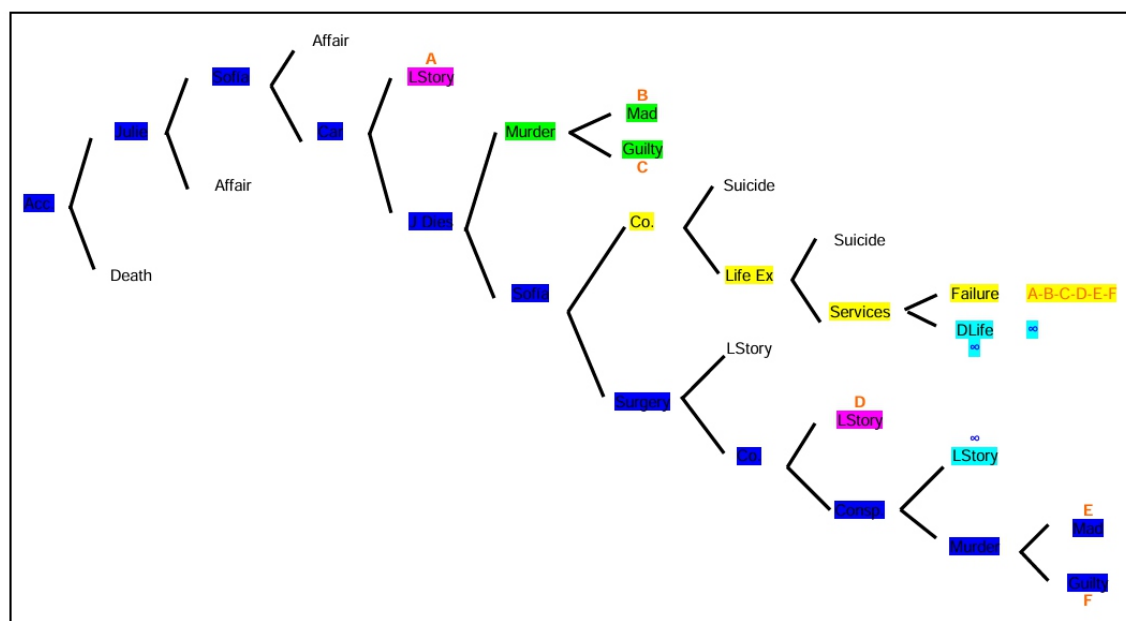 Affair
A
Sofia
LStory
B
Mad
Julie
Car
Murder
Guilty
C
Affair
Suicide
Acc.
J.Dies
Co.
Suicide
Death
Life Ex
Sofia
Failure A-B-C-D-E-F
Services
DLife ∞
∞
LStory
D
Surgery
LStory
∞
Co.
LStory
Consp.
E
Mad
Murder
Guilty
F